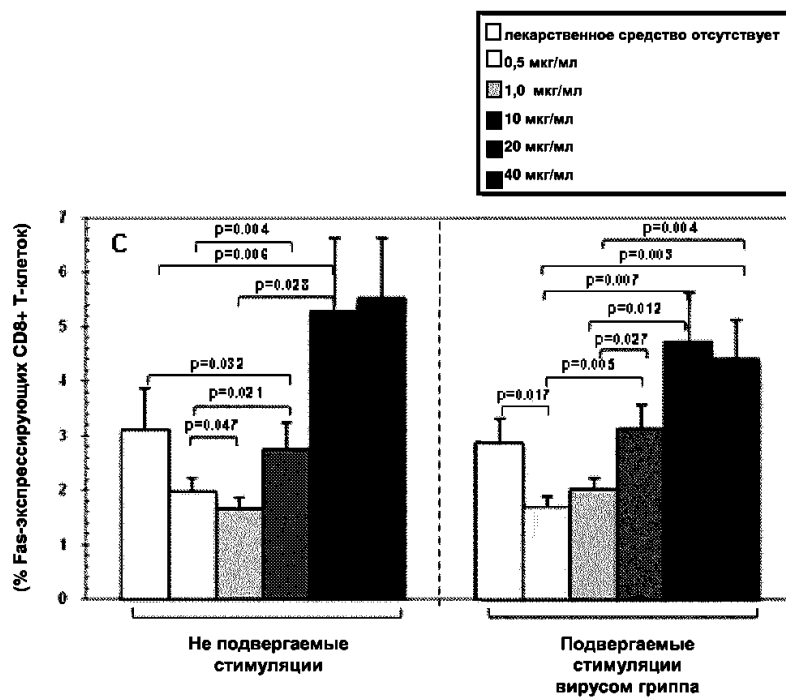 лекарственное средство отсутствует
0,5 мкг/мл
1,0 мкг/мл
10 мкг/мл
20 мкг/мл
40 мкг/мл
(% Fas-экспрессирующих CD8+ Т-клеток)
7
6
5
4
3
2
1
0
C
p=0.004
p=0.006
p=0.028
p=0.032
p=0.021
p=0.047
p=0.004
p=0.003
p=0.007
p=0.012
p=0.027
p=0.005
p=0.017
Не подвергаемые
стимуляции
Подвергаемые
стимуляции
вирусом гриппа